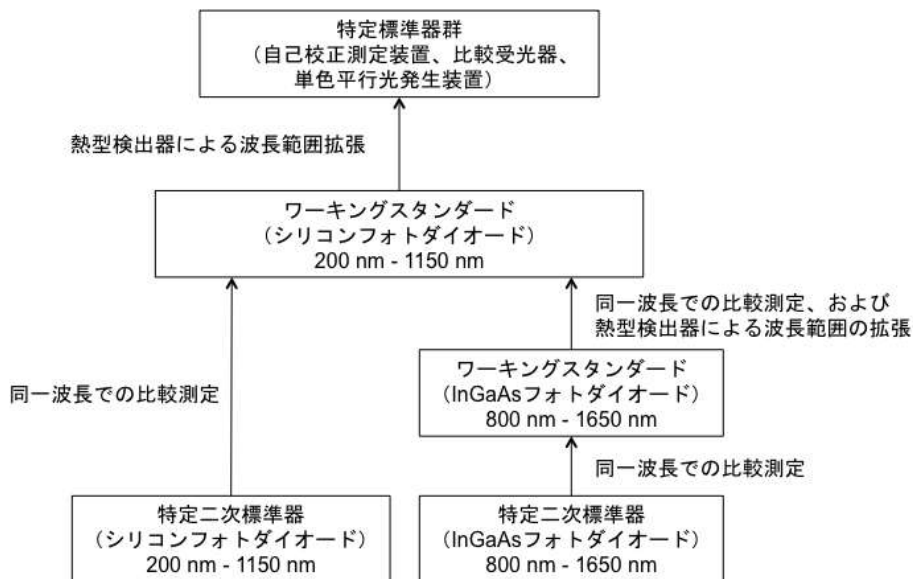 特定標準器群
（自己校正測定装置、比較受光器、
単色平行光発生装置）
熱型検出器による波長範囲拡張
ワーキングスタンダード
（シリコンフォトダイオード）
200 nm - 1150 nm
同一波長での比較測定、および
熱型検出器による波長範囲の拡張
ワーキングスタンダード
（InGaAsフォトダイオード）
800 nm - 1650 nm
同一波長での比較測定
同一波長での比較測定
特定二次標準器
（シリコンフォトダイオード）
200 nm - 1150 nm
特定二次標準器
（InGaAsフォトダイオード）
800 nm - 1650 nm